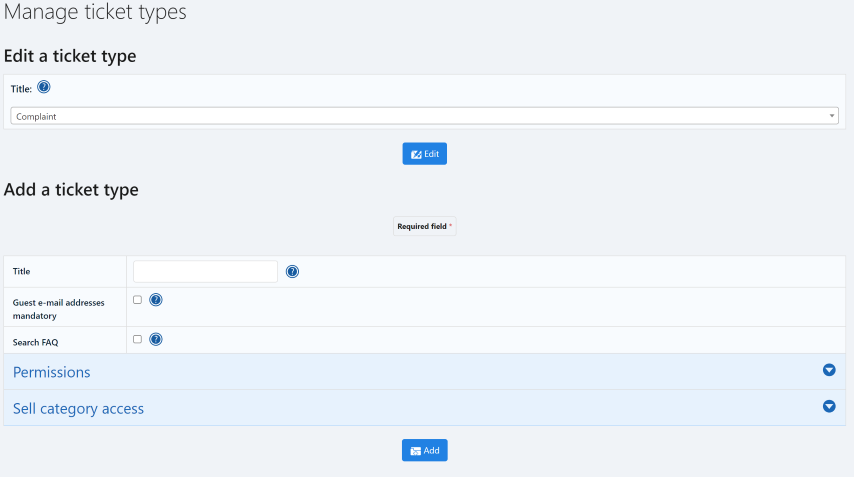 Manage ticket types
Edit a ticket type
Title: ?
Complaint
Edit
Add a ticket type
Required field *
Title ?
Guest e-mail addresses
mandatory ?
Search FAQ ?
Permissions
Sell category access
Add